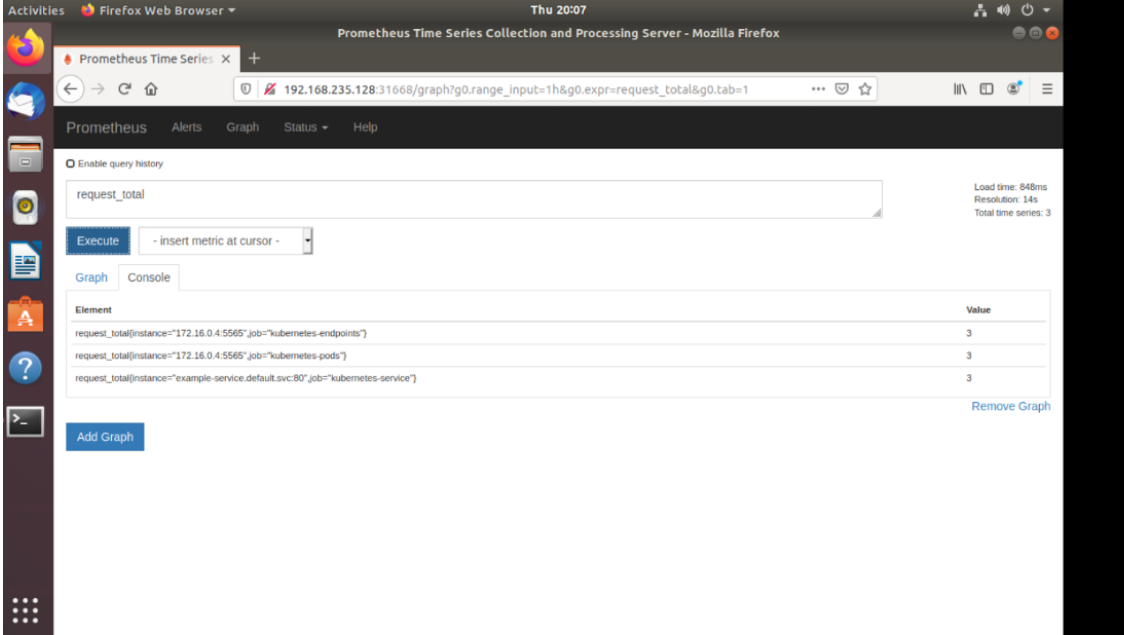 Activities Firefox Web Browser Thu 20:07
Prometheus Time Series Collection and Processing Server - Mozilla Firefox
Prometheus Time Series
192.168.235.128:31668/graph?g0.range_input=1h&g0.expr=request_total&g0.tab=1
Prometheus Alerts Graph Status Help
Enable query history
request_total
Load time: 848ms
Resolution: 14s
Total time series: 3
Execute - insert metric at cursor -
Graph Console
Element Value
request_total{instance="172.16.0.4:5565",job="kubernetes-endpoints"} 3
request_total{instance="172.16.0.4:5565",job="kubernetes-pods"} 3
request_total{instance="example-service.default.svc:80",job="kubernetes-service"} 3
Remove Graph
Add Graph